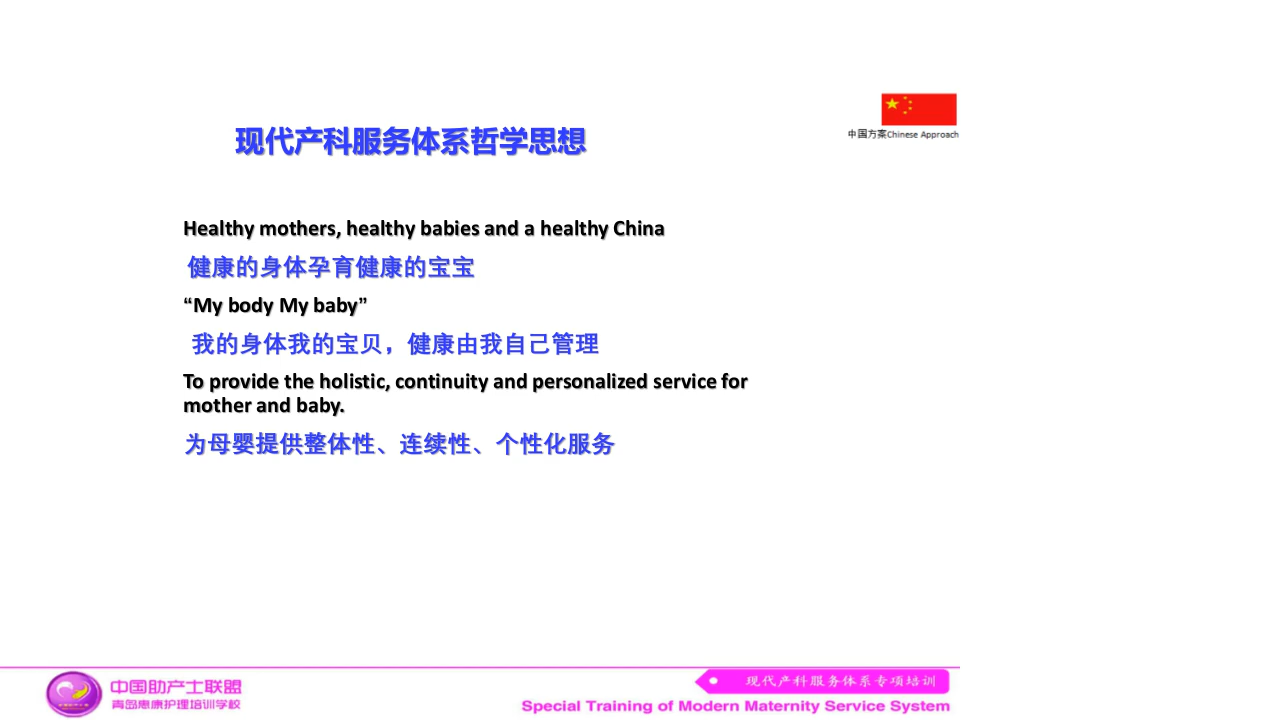 中国方案Chinese Approach
现代产科服务体系哲学思想
Healthy mothers, healthy babies and a healthy China
健康的身体孕育健康的宝宝
“My body My baby”
我的身体我的宝贝，健康由我自己管理
To provide the holistic, continuity and personalized service for
mother and baby.
为母婴提供整体性、连续性、个性化服务
中国助产士联盟
青岛惠康护理培训学校
现代产科服务体系专项培训
Special Training of Modern Maternity Service System